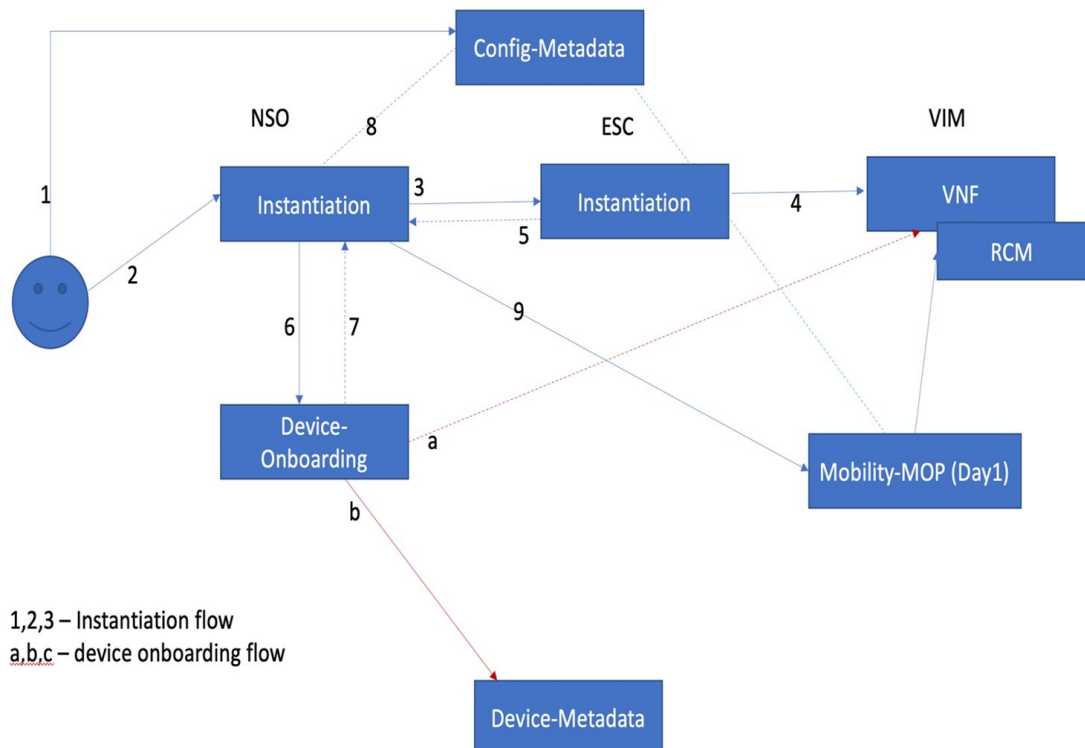 Config-Metadata
NSO
8
ESC
VIM
1
Instantiation
3
Instantiation
4
VNF
5
RCM
2
6
7
9
Device-
Onboarding
a
Mobility-MOP (Day1)
b
1,2,3 – Instantiation flow
a,b,c – device onboarding flow
Device-Metadata